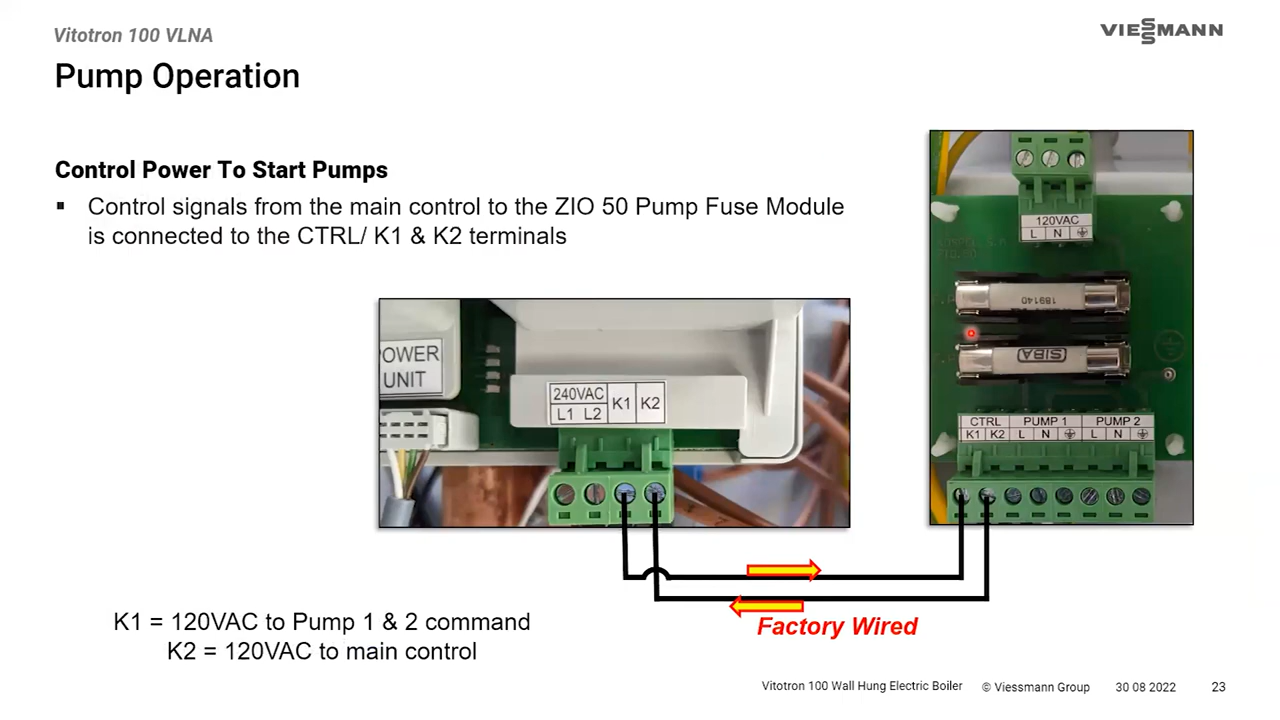 Vitotron 100 VLNA
VIESSMANN
Pump Operation
Control Power To Start Pumps
▪ Control signals from the main control to the ZIO 50 Pump Fuse Module
is connected to the CTRL/ K1 & K2 terminals
POWER
UNIT
240VAC
L1 L2 K1 K2
120VAC
L N
189140
SIBA
CTRL PUMP 1 PUMP 2
K1 K2 L N L N
Factory Wired
K1 = 120VAC to Pump 1 & 2 command
K2 = 120VAC to main control
Vitotron 100 Wall Hung Electric Boiler © Viessmann Group 30 08 2022 23